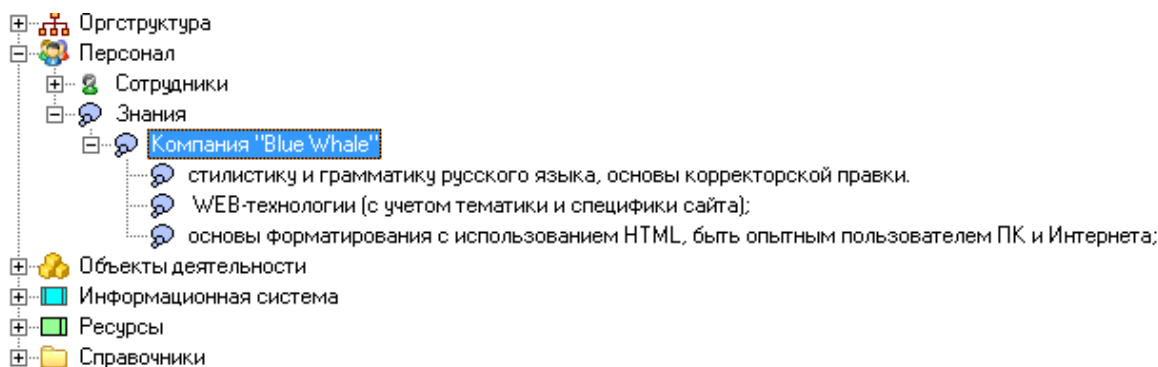 Оргструктура
Персонал
Сотрудники
Знания
Компания "Blue Whale"
стилистику и грамматику русского языка, основы корректорской правки.
WEB-технологии (с учетом тематики и специфики сайта);
основы форматирования с использованием HTML, быть опытным пользователем ПК и Интернета;
Объекты деятельности
Информационная система
Ресурсы
Справочники